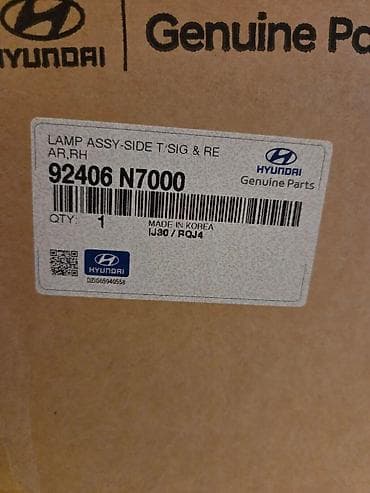 HYUNDAI Genuine Pa
LAMP ASSY-SIDE T/SIG & RE
AR,RH
HYUNDAI
Genuine Parts
92406 N7000
QTY: 1
MADE IN KOREA
IJ30 / RQJ4
HYUNDAI